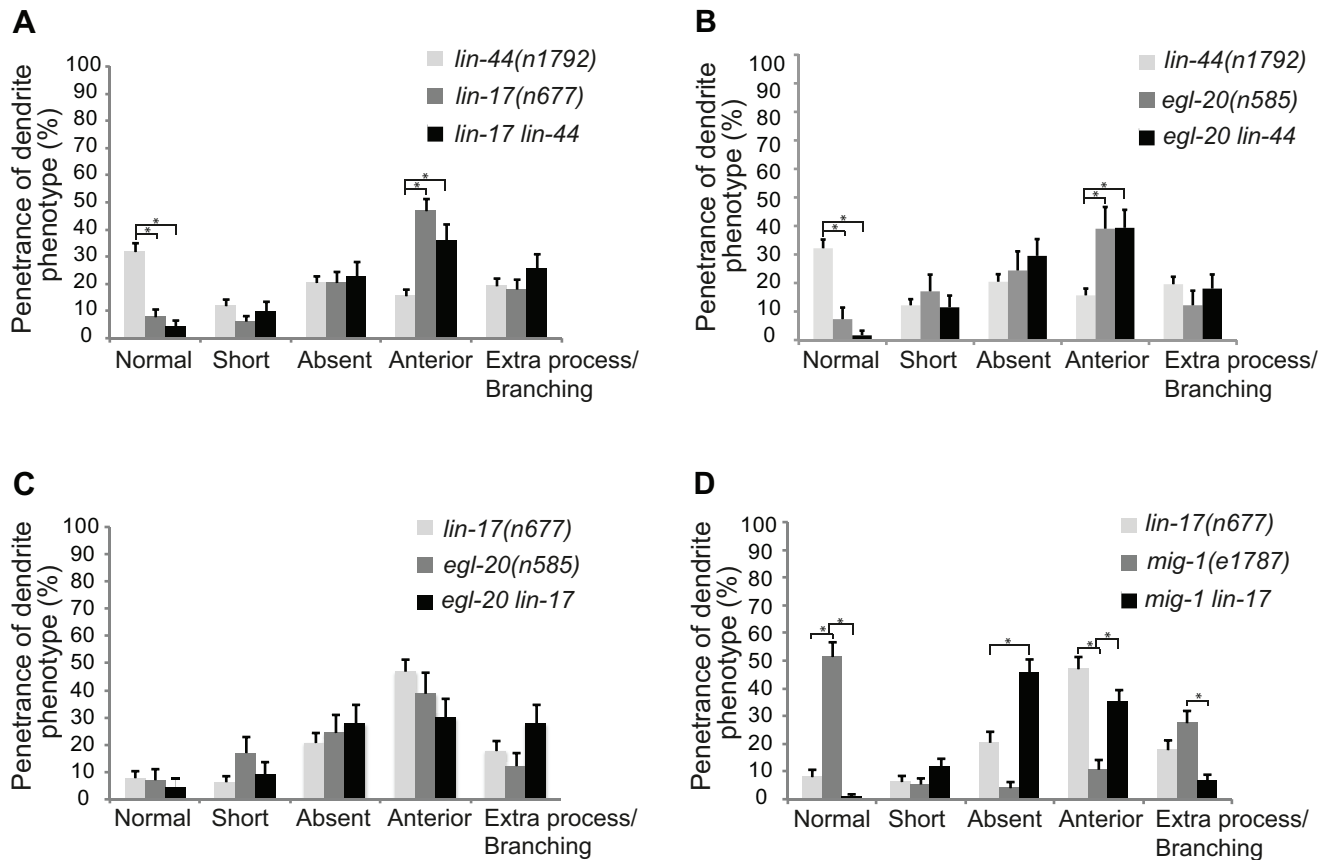 A
Penetrance of dendrite
phenotype (%)
100
90
80
70
60
50
40
30
20
10
0
lin-44(n1792)
lin-17(n677)
lin-17 lin-44
*
*
*
*
Normal
Short
Absent
Anterior
Extra process/
Branching
B
Penetrance of dendrite
phenotype (%)
100
90
80
70
60
50
40
30
20
10
0
lin-44(n1792)
egl-20(n585)
egl-20 lin-44
*
*
*
*
Normal
Short
Absent
Anterior
Extra process/
Branching
C
Penetrance of dendrite
phenotype (%)
100
90
80
70
60
50
40
30
20
10
0
lin-17(n677)
egl-20(n585)
egl-20 lin-17
Normal
Short
Absent
Anterior
Extra process/
Branching
D
Penetrance of dendrite
phenotype (%)
100
90
80
70
60
50
40
30
20
10
0
lin-17(n677)
mig-1(e1787)
mig-1 lin-17
*
*
*
*
*
*
Normal
Short
Absent
Anterior
Extra process/
Branching